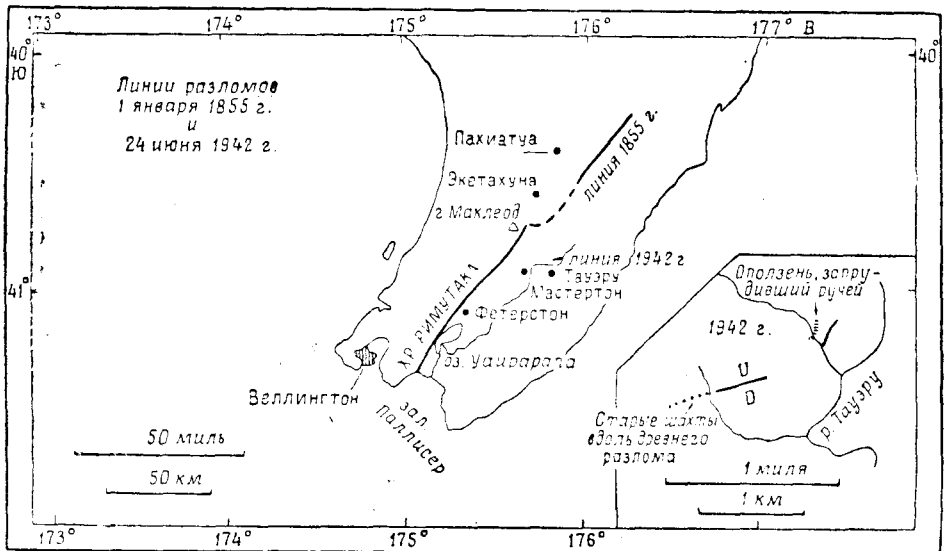 173° 174° 175° 176° 177° В
40°
Ю
40°
Линии разломов
1 января 1855 г.
и
24 июня 1942 г.
Пахиатуа
линия 1855 г.
Экетахуна
г Маклеод
линия 1942 г
Тауэру
Мастертон
41°
хр. РИМУТАКА
Фетерстон
оз. Уаирарапа
Веллингтон
зал.
Паллисер
50 миль
50 км
Оползень, запру-
дивший ручей
1942 г.
U
D
Старые шахты
вдоль древнего
разлома
р. Тауэру
1 миля
1 км
173° 174° 175° 176°